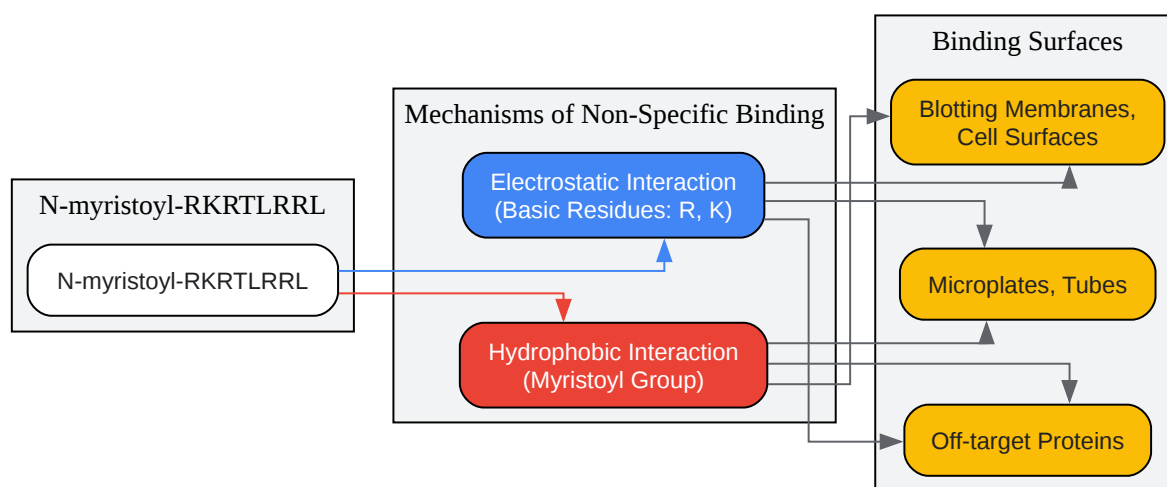 N-myristoyl-RKRTLRRL
N-myristoyl-RKRTLRRL
Mechanisms of Non-Specific Binding
Electrostatic Interaction
(Basic Residues: R, K)
Hydrophobic Interaction
(Myristoyl Group)
Binding Surfaces
Blotting Membranes,
Cell Surfaces
Microplates, Tubes
Off-target Proteins